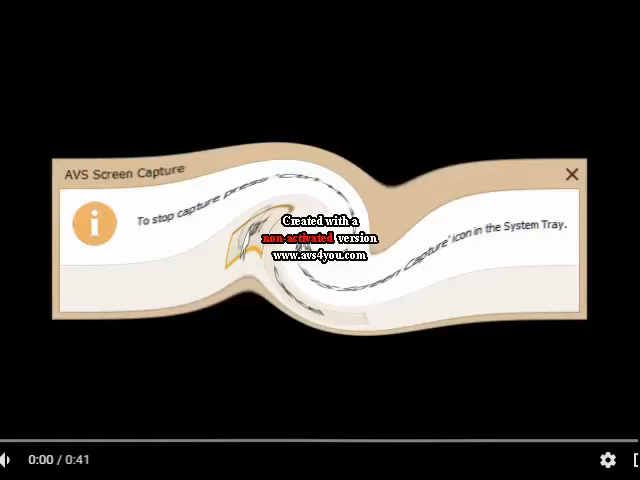 AVS Screen Capture
To stop capture press
Capture' icon in the System Tray.
Created with a
non-activated version
www.avs4you.com
0:00 / 0:41